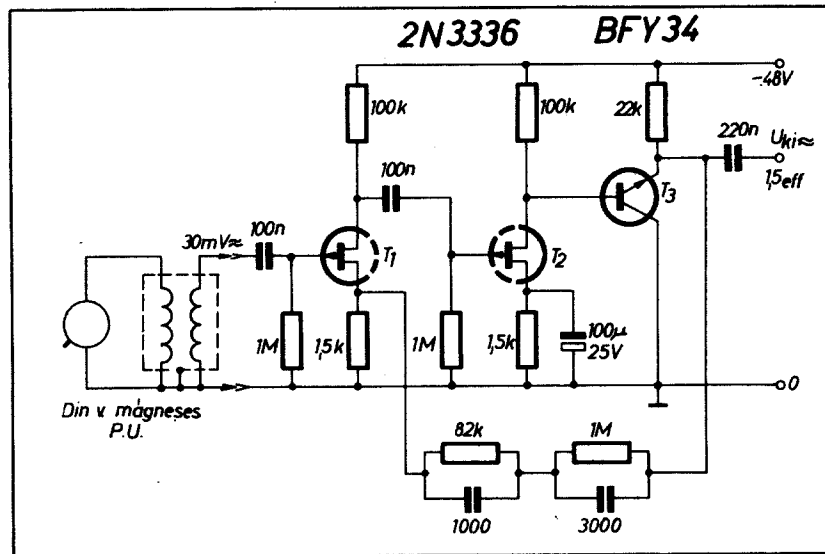 2N3336 BFY34
-48V
100k
100k
22k
220n
Uki≈
1,5eff
100n
T3
30mV≈
100n
T1
T2
1M
1,5k
1M
1,5k
100µ
25V
0
Din v. mágneses
P.U.
82k
1M
1000
3000